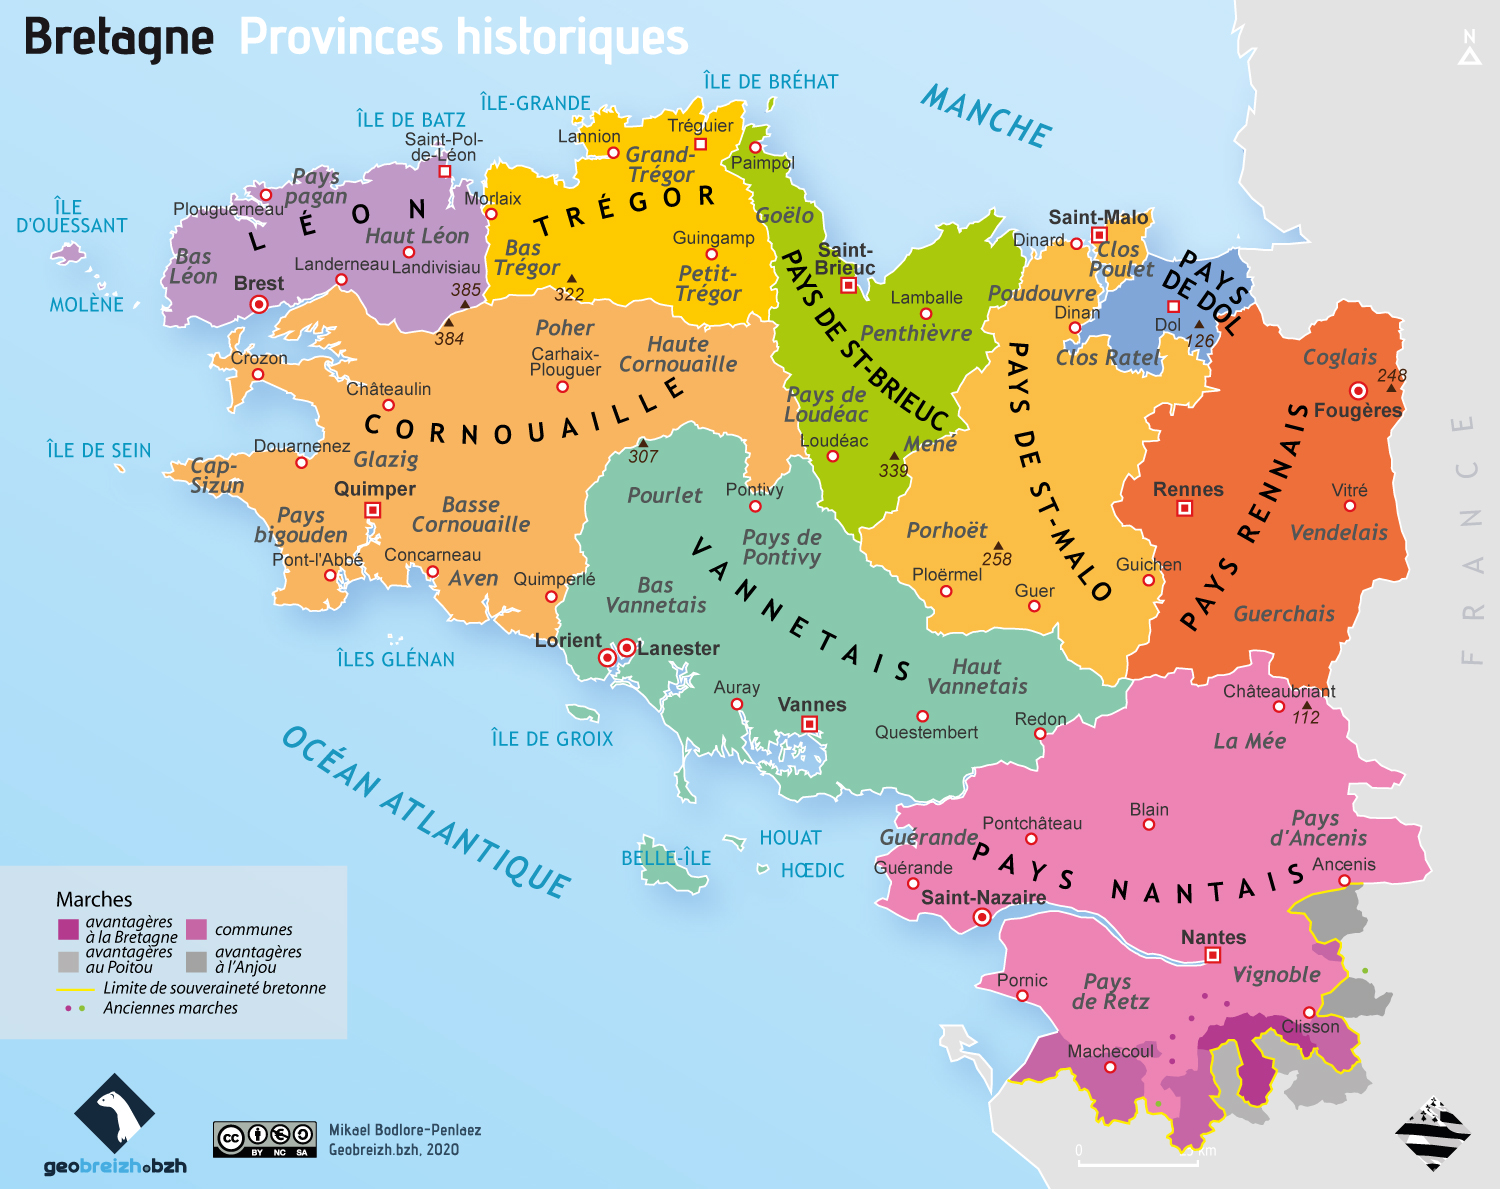 Bretagne Provinces historiques
N
MANCHE
ÎLE DE BRÉHAT
ÎLE-GRANDE
ÎLE DE BATZ
ÎLE
D'OUESSANT
MOLÈNE
ÎLE DE SEIN
ÎLES GLÉNAN
ÎLE DE GROIX
BELLE-ÎLE
HOUAT
HŒDIC
OCÉAN ATLANTIQUE
FRANCE
LÉON
Saint-Pol-
de-Léon
Pays
pagan
Plouguerneau
Haut Léon
Bas
Léon
Landerneau
Landivisiau
Brest
385
384
TRÉGOR
Lannion
Tréguier
Grand-
Trégor
Morlaix
Bas
Trégor
322
Guingamp
Petit-
Trégor
PAYS DE ST-BRIEUC
Paimpol
Goëlo
Saint-
Brieuc
Lamballe
Penthièvre
Pays de
Loudéac
Loudéac
Mené
339
PAYS DE ST-MALO
Saint-Malo
Dinard
Clos
Poulet
Poudouvre
Dinan
Clos Ratel
Porhoët
258
Ploërmel
Guer
Guichen
PAYS
DE DOL
Dol
126
PAYS RENNAIS
Coglais
248
Fougères
Rennes
Vitré
Vendelais
Guerchais
CORNOUAILLE
Poher
Carhaix-
Plouguer
Haute
Cornouaille
Crozon
Châteaulin
Douarnenez
Glazig
Cap-
Sizun
Quimper
Pays
bigouden
Basse
Cornouaille
Pont-l'Abbé
Concarneau
Aven
Quimperlé
VANNETAIS
307
Pourlet
Pontivy
Pays de
Pontivy
Bas
Vannetais
Lorient
Lanester
Auray
Vannes
Haut
Vannetais
Questembert
Redon
PAYS NANTAIS
Châteaubriant
112
La Mée
Blain
Pontchâteau
Guérande
Guérande
Saint-Nazaire
Pays
d'Ancenis
Ancenis
Nantes
Vignoble
Pornic
Pays
de Retz
Clisson
Machecoul
Marches
avantagères
à la Bretagne
communes
avantagères
au Poitou
avantagères
à l'Anjou
Limite de souveraineté bretonne
Anciennes marches
geobreizh.bzh
cc
BY NC SA
Mikael Bodlore-Penlaez
Geobreizh.bzh, 2020
0
km